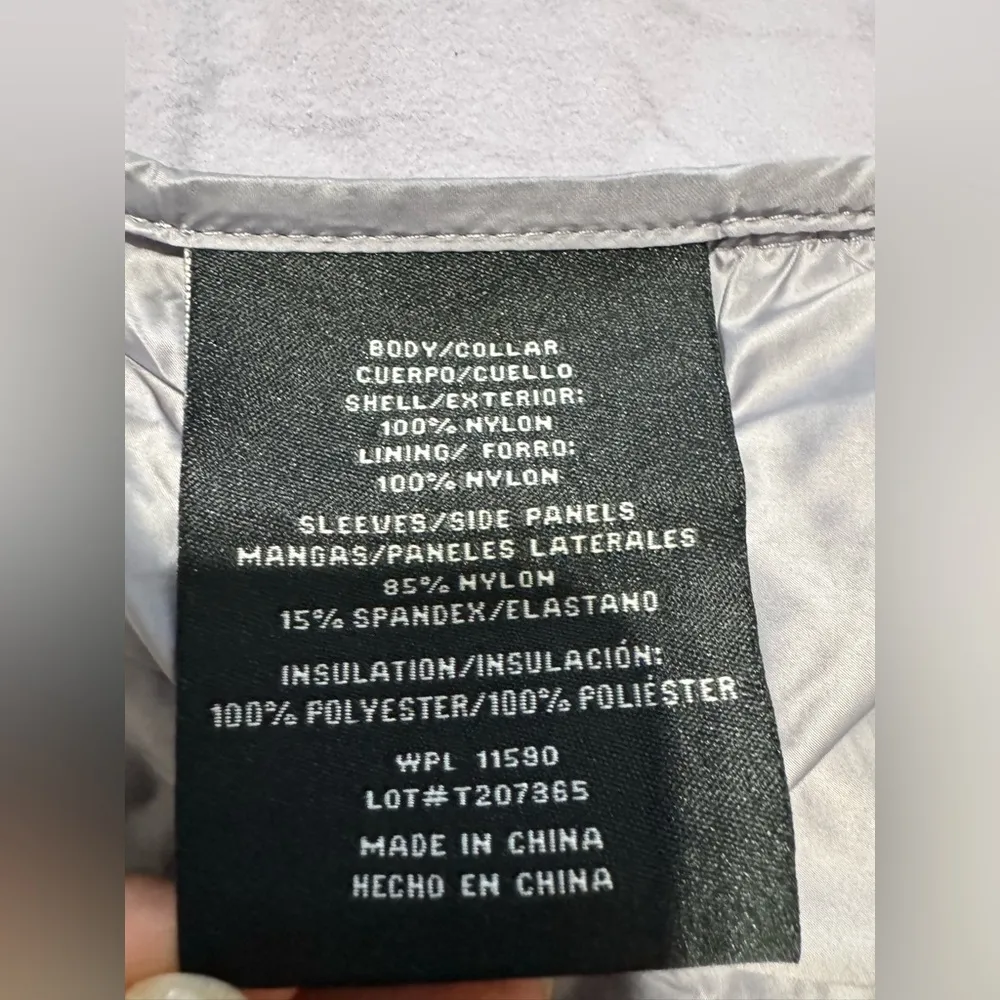 BODY/COLLAR
CUERPO/CUELLO
SHELL/EXTERIOR:
100% NYLON
LINING/ FORRO:
100% NYLON
SLEEVES/SIDE PANELS
MANGAS/PANELES LATERALES
85% NYLON
15% SPANDEX/ELASTANO
INSULATION/INSULACIÓN:
100% POLYESTER/100% POLIÉSTER
WPL 11590
LOT#T207365
MADE IN CHINA
HECHO EN CHINA